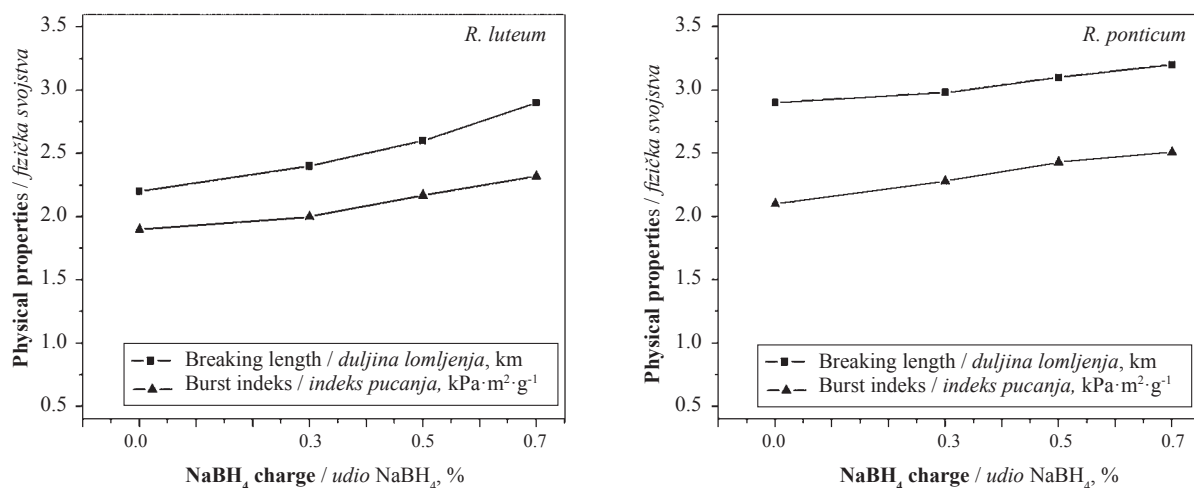 R. luteum
Physical properties / fizička svojstva
3.5
3.0
2.5
2.0
1.5
1.0
0.5
Breaking length / duljina lomljenja, km
Burst indeks / indeks pucanja, kPa·m²·g⁻¹
0.0 0.3 0.5 0.7
NaBH₄ charge / udio NaBH₄, %
R. ponticum
Physical properties / fizička svojstva
3.5
3.0
2.5
2.0
1.5
1.0
0.5
Breaking length / duljina lomljenja, km
Burst indeks / indeks pucanja, kPa·m²·g⁻¹
0.0 0.3 0.5 0.7
NaBH₄ charge / udio NaBH₄, %